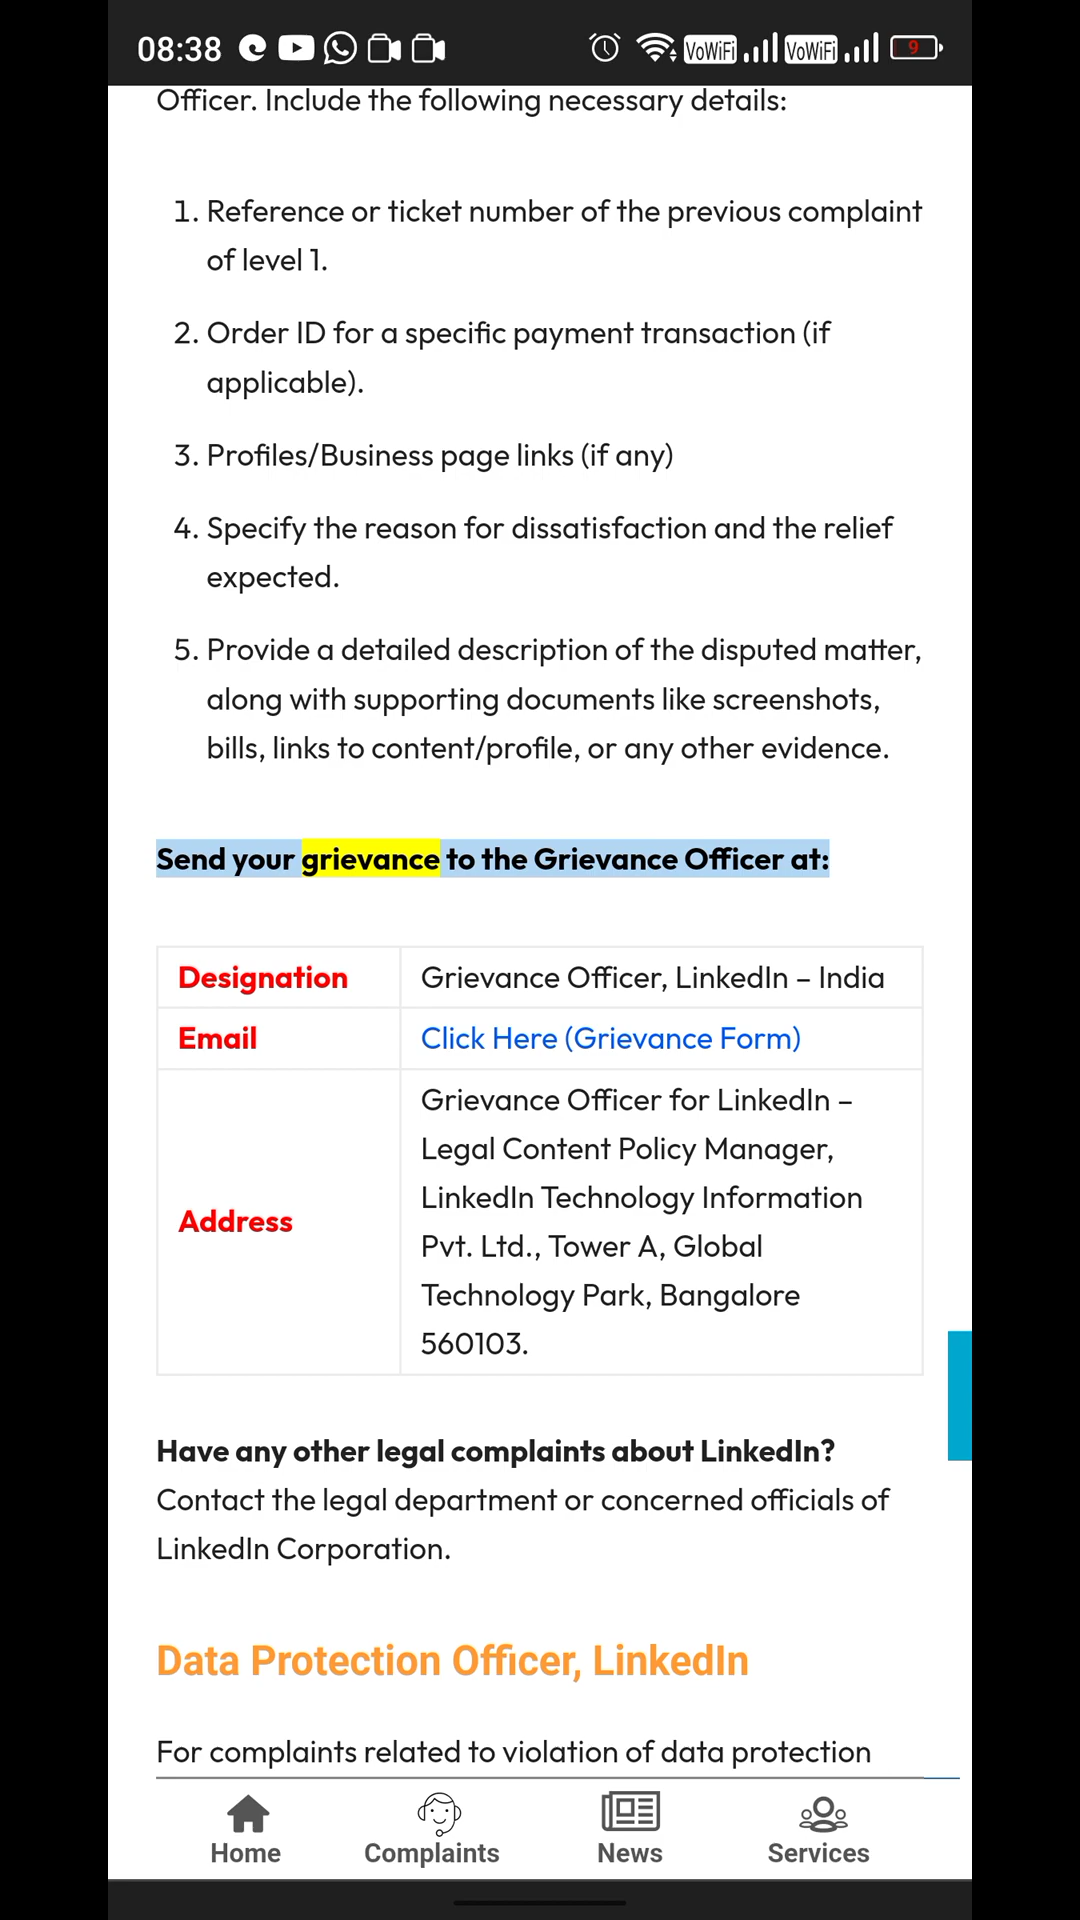 08:38 VoWiFi VoWiFi 9
Officer. Include the following necessary details:
1. Reference or ticket number of the previous complaint
of level 1.
2. Order ID for a specific payment transaction (if
applicable).
3. Profiles/Business page links (if any)
4. Specify the reason for dissatisfaction and the relief
expected.
5. Provide a detailed description of the disputed matter,
along with supporting documents like screenshots,
bills, links to content/profile, or any other evidence.
Send your grievance to the Grievance Officer at:
Designation Grievance Officer, LinkedIn – India
Email Click Here (Grievance Form)
Address
Grievance Officer for LinkedIn –
Legal Content Policy Manager,
LinkedIn Technology Information
Pvt. Ltd., Tower A, Global
Technology Park, Bangalore
560103.
Have any other legal complaints about LinkedIn?
Contact the legal department or concerned officials of
LinkedIn Corporation.
Data Protection Officer, LinkedIn
For complaints related to violation of data protection
Home Complaints News Services